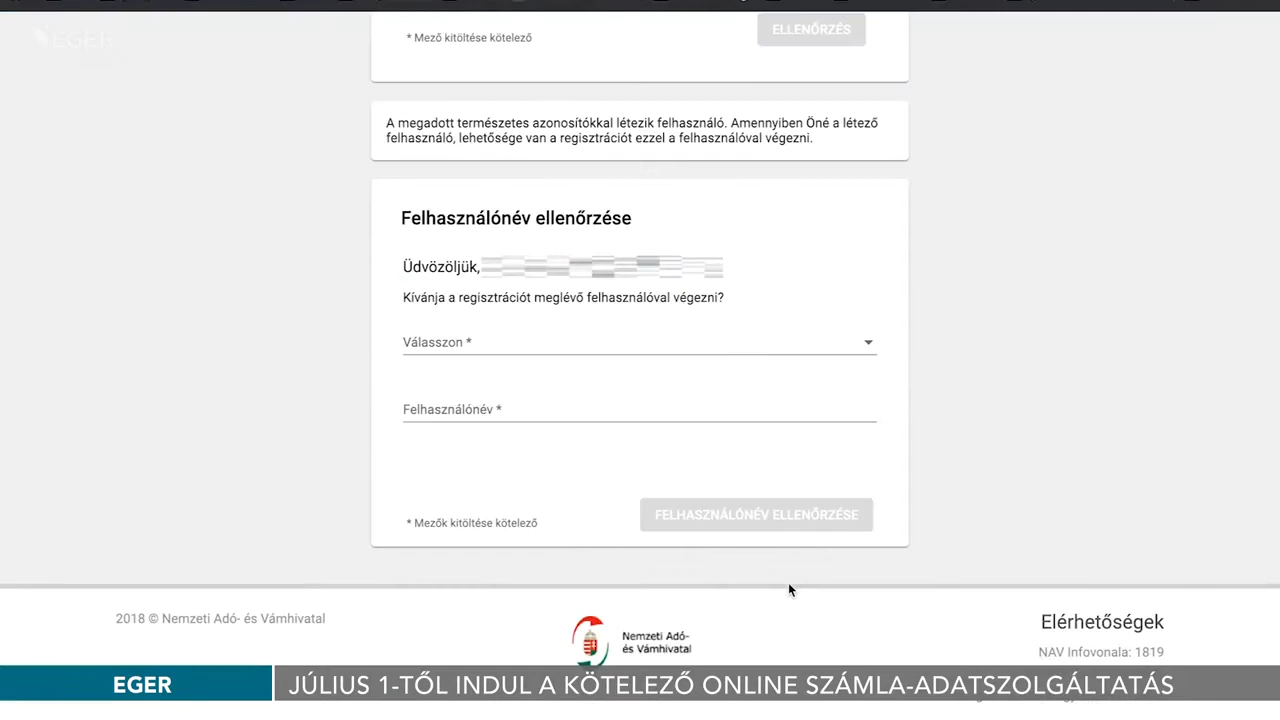 EGER
* Mező kitöltése kötelező
ELLENŐRZÉS
A megadott természetes azonosítókkal létezik felhasználó. Amennyiben Öné a létező
felhasználó, lehetősége van a regisztrációt ezzel a felhasználóval végezni.
Felhasználónév ellenőrzése
Üdvözöljük,
Kívánja a regisztrációt meglévő felhasználóval végezni?
Válasszon *
Felhasználónév *
* Mezők kitöltése kötelező
FELHASZNÁLÓNÉV ELLENŐRZÉSE
2018 © Nemzeti Adó- és Vámhivatal
Nemzeti Adó-
és Vámhivatal
Elérhetőségek
NAV Infovonala: 1819
EGER
JÚLIUS 1-TŐL INDUL A KÖTELEZŐ ONLINE SZÁMLA-ADATSZOLGÁLTATÁS